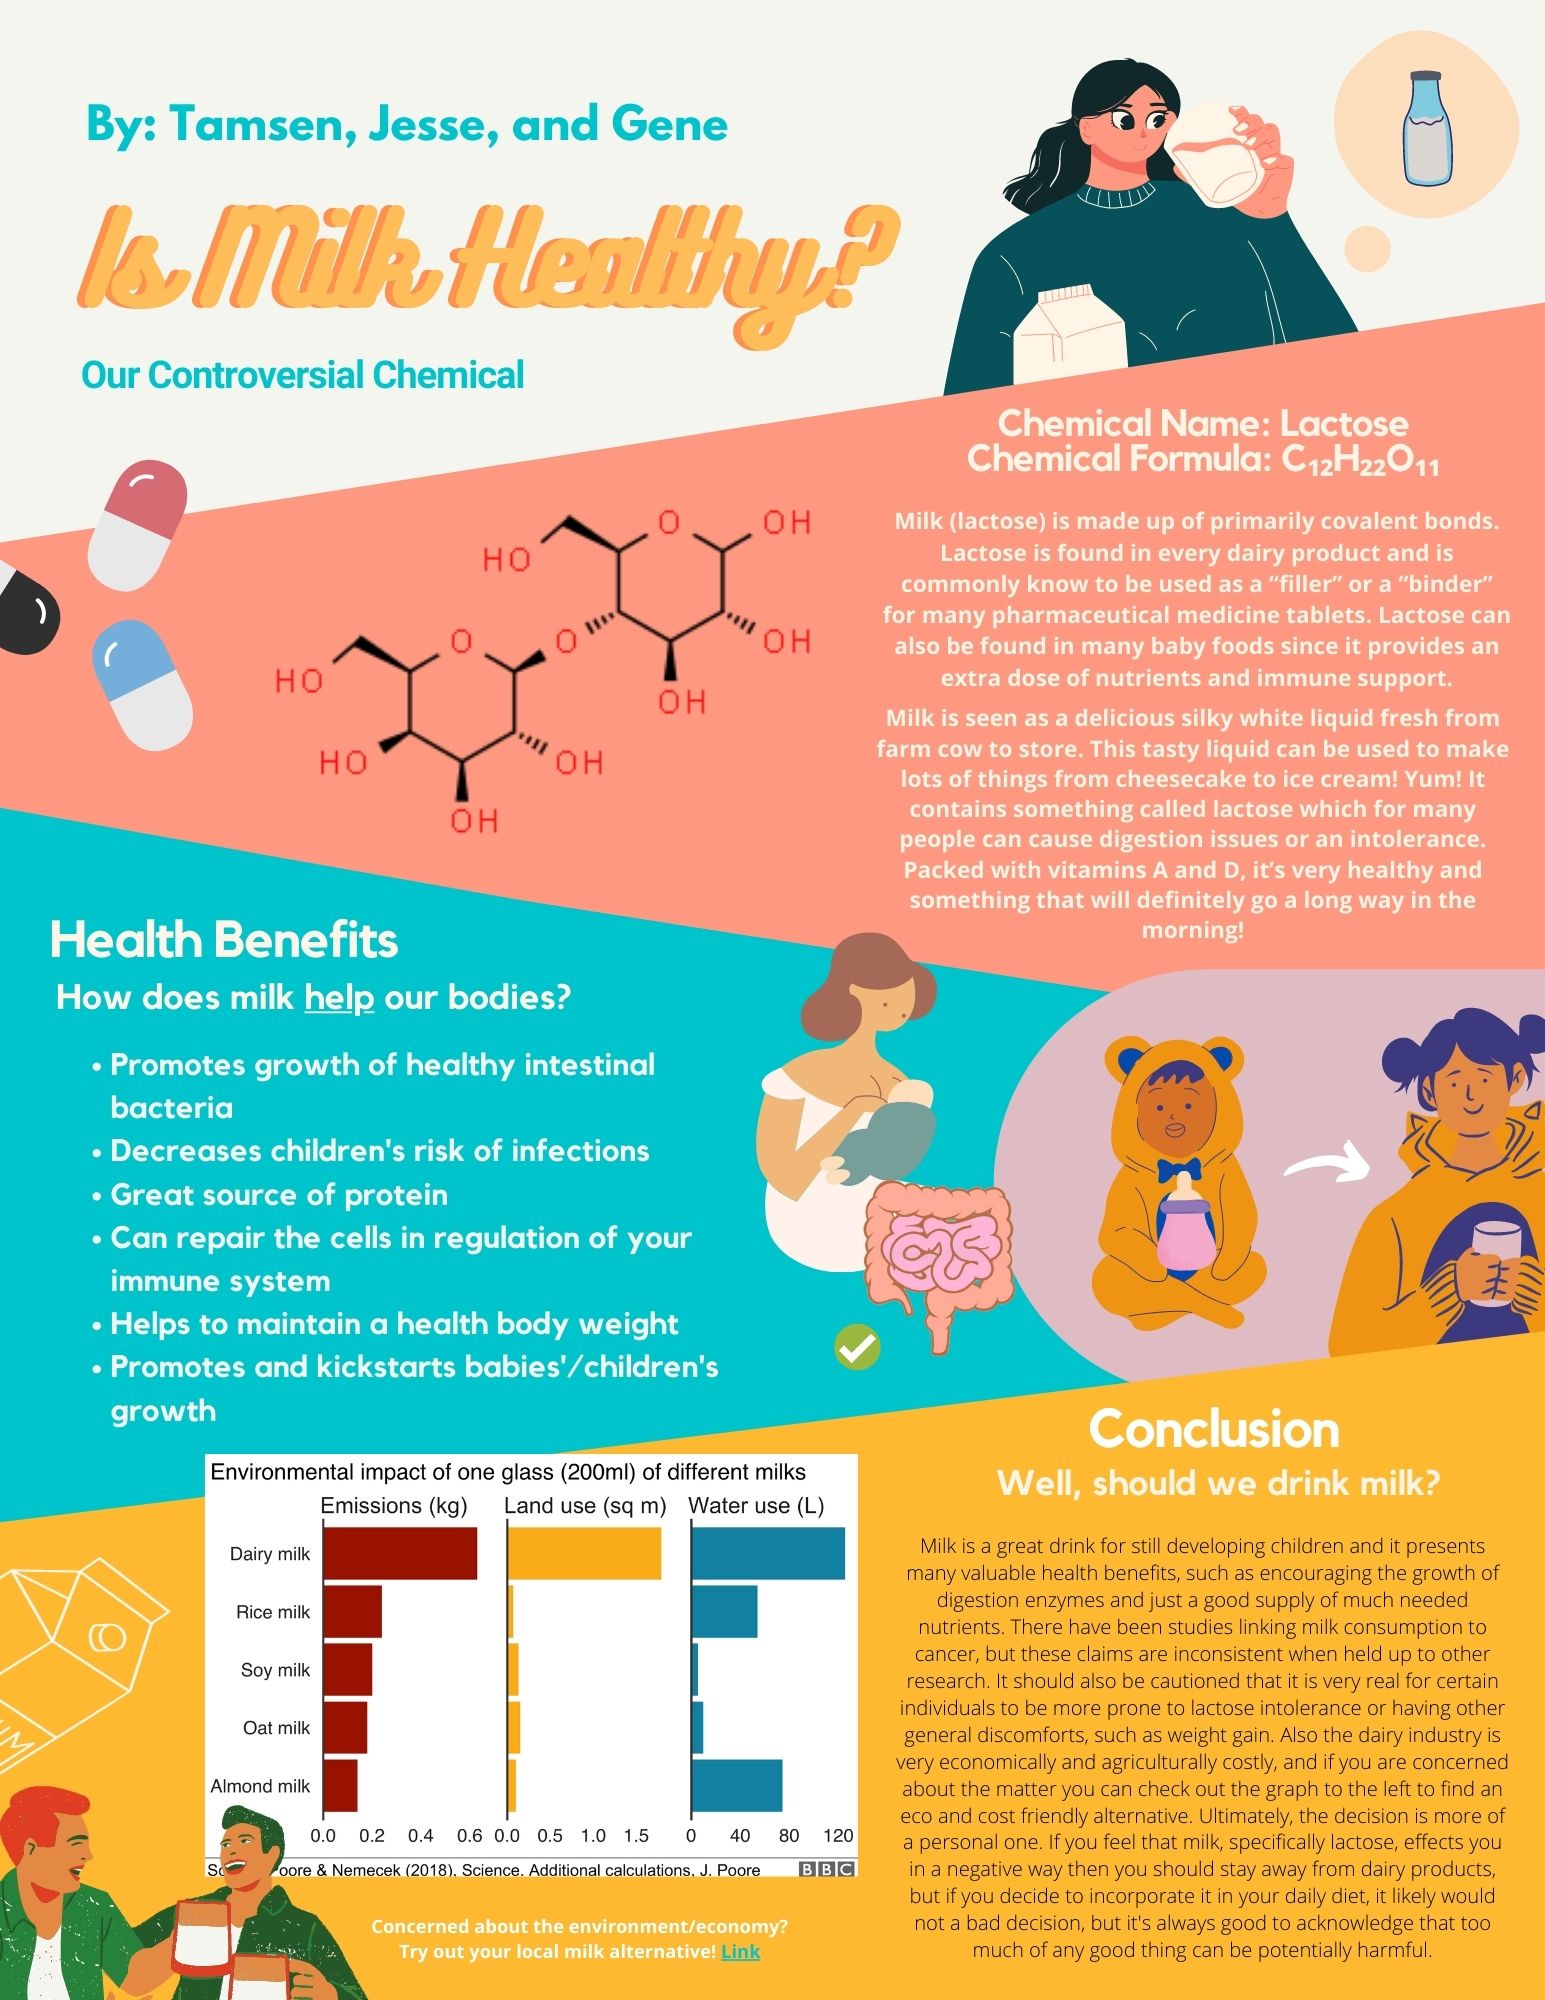 By: Tamsen, Jesse, and Gene
Is Milk Healthy?
Our Controversial Chemical
Chemical Name: Lactose
Chemical Formula: C₁₂H₂₂O₁₁
O
OH
HO
O
O
OH
HO
OH
HO
OH
OH
Milk (lactose) is made up of primarily covalent bonds.
Lactose is found in every dairy product and is
commonly know to be used as a “filler” or a “binder”
for many pharmaceutical medicine tablets. Lactose can
also be found in many baby foods since it provides an
extra dose of nutrients and immune support.
Milk is seen as a delicious silky white liquid fresh from
farm cow to store. This tasty liquid can be used to make
lots of things from cheesecake to ice cream! Yum! It
contains something called lactose which for many
people can cause digestion issues or an intolerance.
Packed with vitamins A and D, it’s very healthy and
something that will definitely go a long way in the
morning!
Health Benefits
How does milk help our bodies?
• Promotes growth of healthy intestinal
bacteria
• Decreases children's risk of infections
• Great source of protein
• Can repair the cells in regulation of your
immune system
• Helps to maintain a health body weight
• Promotes and kickstarts babies'/children's
growth
Environmental impact of one glass (200ml) of different milks
Emissions (kg) Land use (sq m) Water use (L)
Dairy milk
Rice milk
Soy milk
Oat milk
Almond milk
0.0 0.2 0.4 0.6 0.0 0.5 1.0 1.5 0 40 80 120
oore & Nemecek (2018), Science. Additional calculations, J. Poore BBC
Concerned about the environment/economy?
Try out your local milk alternative! Link
Conclusion
Well, should we drink milk?
Milk is a great drink for still developing children and it presents
many valuable health benefits, such as encouraging the growth of
digestion enzymes and just a good supply of much needed
nutrients. There have been studies linking milk consumption to
cancer, but these claims are inconsistent when held up to other
research. It should also be cautioned that it is very real for certain
individuals to be more prone to lactose intolerance or having other
general discomforts, such as weight gain. Also the dairy industry is
very economically and agriculturally costly, and if you are concerned
about the matter you can check out the graph to the left to find an
eco and cost friendly alternative. Ultimately, the decision is more of
a personal one. If you feel that milk, specifically lactose, effects you
in a negative way then you should stay away from dairy products,
but if you decide to incorporate it in your daily diet, it likely would
not a bad decision, but it's always good to acknowledge that too
much of any good thing can be potentially harmful.